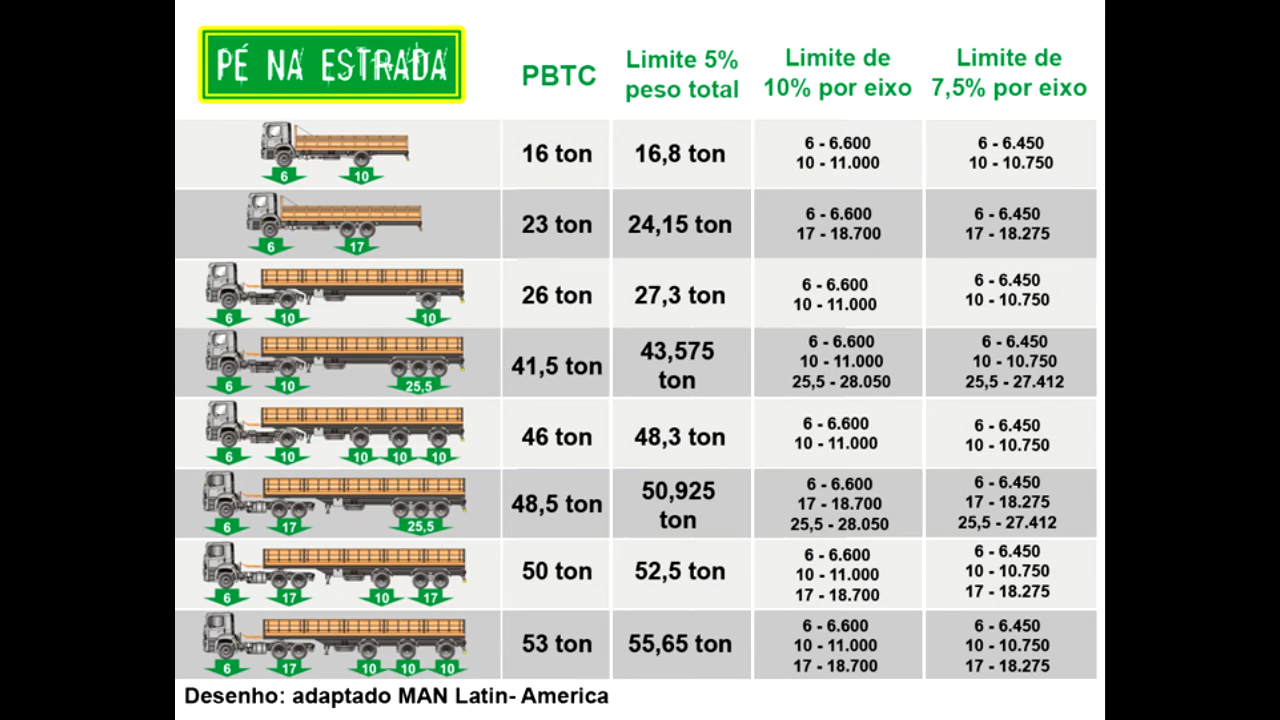 PÉ NA ESTRADA
PBTC
Limite 5%
peso total
Limite de
10% por eixo
Limite de
7,5% por eixo
6
10
16 ton
16,8 ton
6 - 6.600
10 - 11.000
6 - 6.450
10 - 10.750
6
17
23 ton
24,15 ton
6 - 6.600
17 - 18.700
6 - 6.450
17 - 18.275
6
10
10
26 ton
27,3 ton
6 - 6.600
10 - 11.000
6 - 6.450
10 - 10.750
6
10
25,5
41,5 ton
43,575
ton
6 - 6.600
10 - 11.000
25,5 - 28.050
6 - 6.450
10 - 10.750
25,5 - 27.412
6
10
10
10
10
46 ton
48,3 ton
6 - 6.600
10 - 11.000
6 - 6.450
10 - 10.750
6
17
25,5
48,5 ton
50,925
ton
6 - 6.600
17 - 18.700
25,5 - 28.050
6 - 6.450
17 - 18.275
25,5 - 27.412
6
17
10
17
50 ton
52,5 ton
6 - 6.600
10 - 11.000
17 - 18.700
6 - 6.450
10 - 10.750
17 - 18.275
6
17
10
10
10
53 ton
55,65 ton
6 - 6.600
10 - 11.000
17 - 18.700
6 - 6.450
10 - 10.750
17 - 18.275
Desenho: adaptado MAN Latin- America